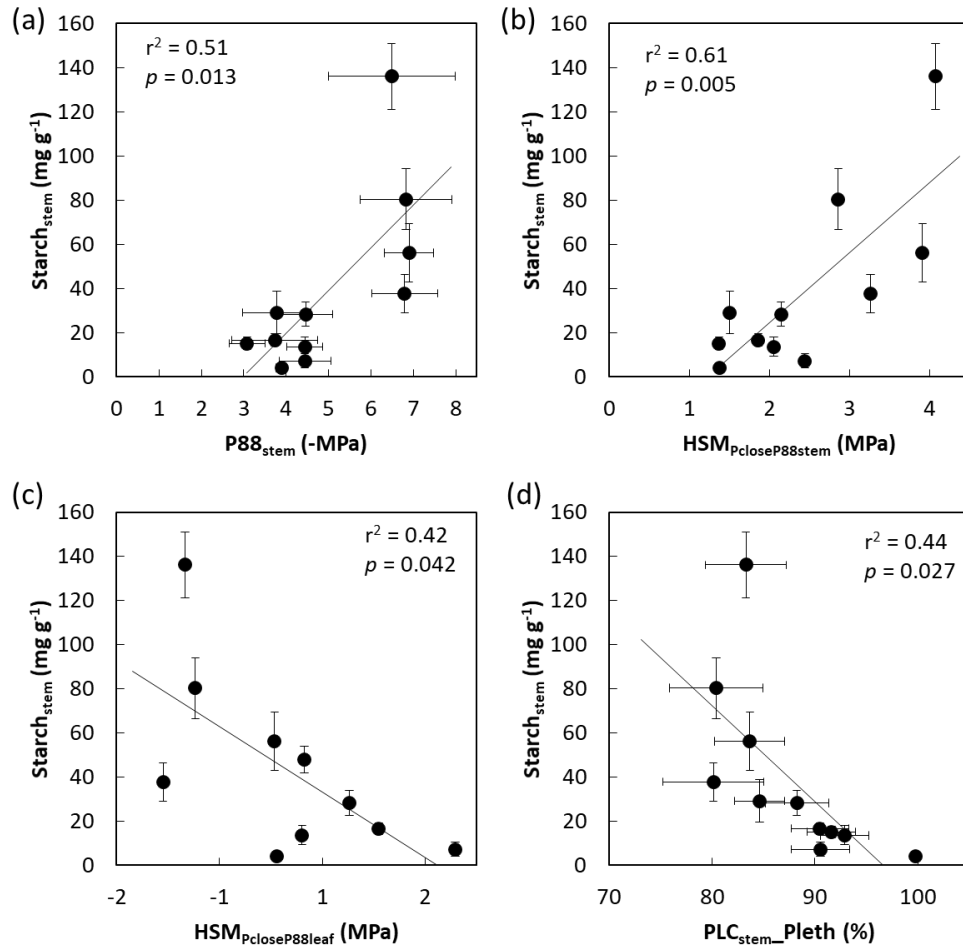 (a)
r² = 0.51
p = 0.013
160
140
120
100
80
60
40
20
0
Starch_stem (mg g⁻¹)
0 0 1 2 3 4 5 6 7 8
P88_stem (-MPa)
(b)
r² = 0.61
p = 0.005
160
140
120
100
80
60
40
20
0
Starch_stem (mg g⁻¹)
0 1 2 3 4
HSM_PcloseP88stem (MPa)
(c)
r² = 0.42
p = 0.042
160
140
120
100
80
60
40
20
0
Starch_stem (mg g⁻¹)
-2 -1 1 2
HSM_PcloseP88leaf (MPa)
(d)
r² = 0.44
p = 0.027
160
140
120
100
80
60
40
20
0
Starch_stem (mg g⁻¹)
70 80 90 100
PLC_stem_Pleth (%)